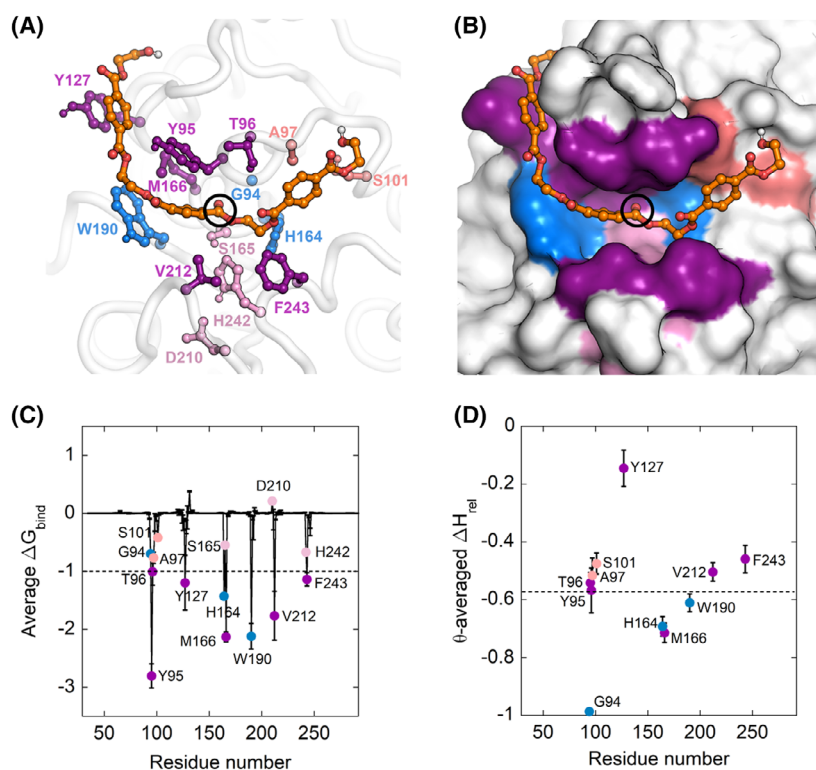 (A)
(B)
Y127
Y95
T96
A97
M166
G94
S101
W190
S165
H164
V212
F243
H242
D210
(C)
(D)
1
0
-1
-2
-3
Average ΔG_bind
50 100 150 200 250
Residue number
D210
S101
G94
A97
S165
H242
T96
Y127
H164
F243
M166
W190
V212
Y95
0
-0.2
-0.4
-0.6
-0.8
-1
θ-averaged ΔH_rel
50 100 150 200 250
Residue number
Y127
S101
T96
A97
Y95
V212
F243
H164
W190
M166
G94